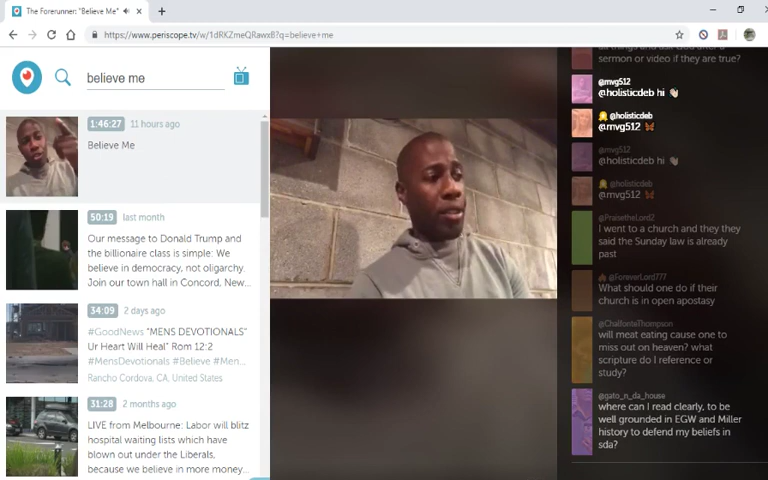 The Forerunner: "Believe Me"
https://www.periscope.tv/w/1dRKZmeQRawxB?q=believe+me
believe me
1:46:27 11 hours ago
Believe Me
50:19 last month
Our message to Donald Trump and
the billionaire class is simple: We
believe in democracy, not oligarchy.
Join our town hall in Concord, New...
34:09 2 days ago
#GoodNews "MENS DEVOTIONALS"
Ur Heart Will Heal" Rom 12:2
#MensDevotionals #Believe #Men...
Rancho Cordova, CA, United States
31:28 2 months ago
LIVE from Melbourne: Labor will blitz
hospital waiting lists which have
blown out under the Liberals,
because we believe in more money...
all things and ask God after a
sermon or video if they are true?
@mvg512
@holisticdeb hi
@holisticdeb
@mvg512
@mvg512
@holisticdeb hi
@holisticdeb
@mvg512
@PraisetheLord2
I went to a church and they they
said the Sunday law is already
past
@ForeverLord777
What should one do if their
church is in open apostasy
@ChalfonteThompson
will meat eating cause one to
miss out on heaven? what
scripture do I reference or
study?
@gato_n_da_house
where can I read clearly, to be
well grounded in EGW and Miller
history to defend my beliefs in
sda?